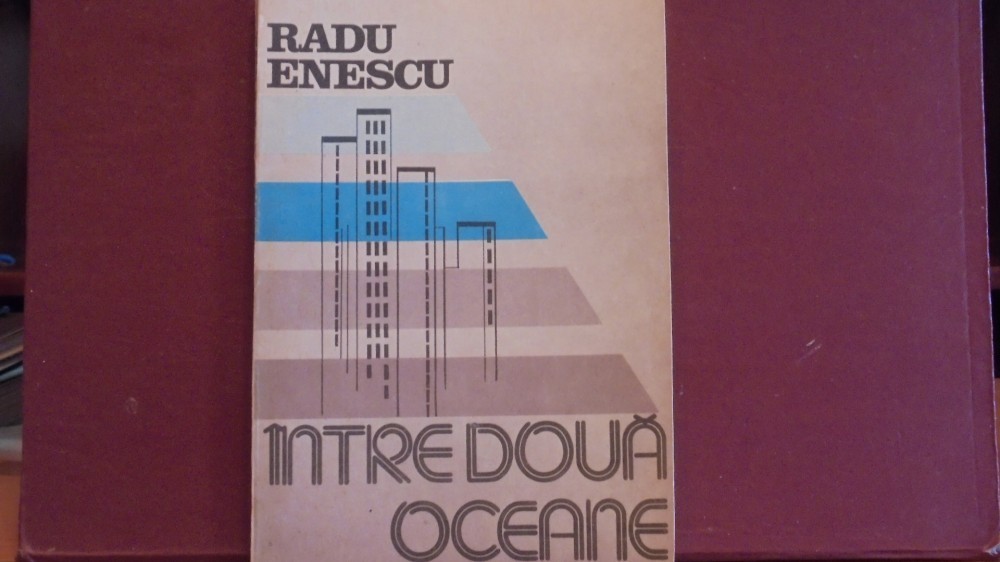 RADU
ENESCU
ÎNTRE DOUĂ
OCEANE